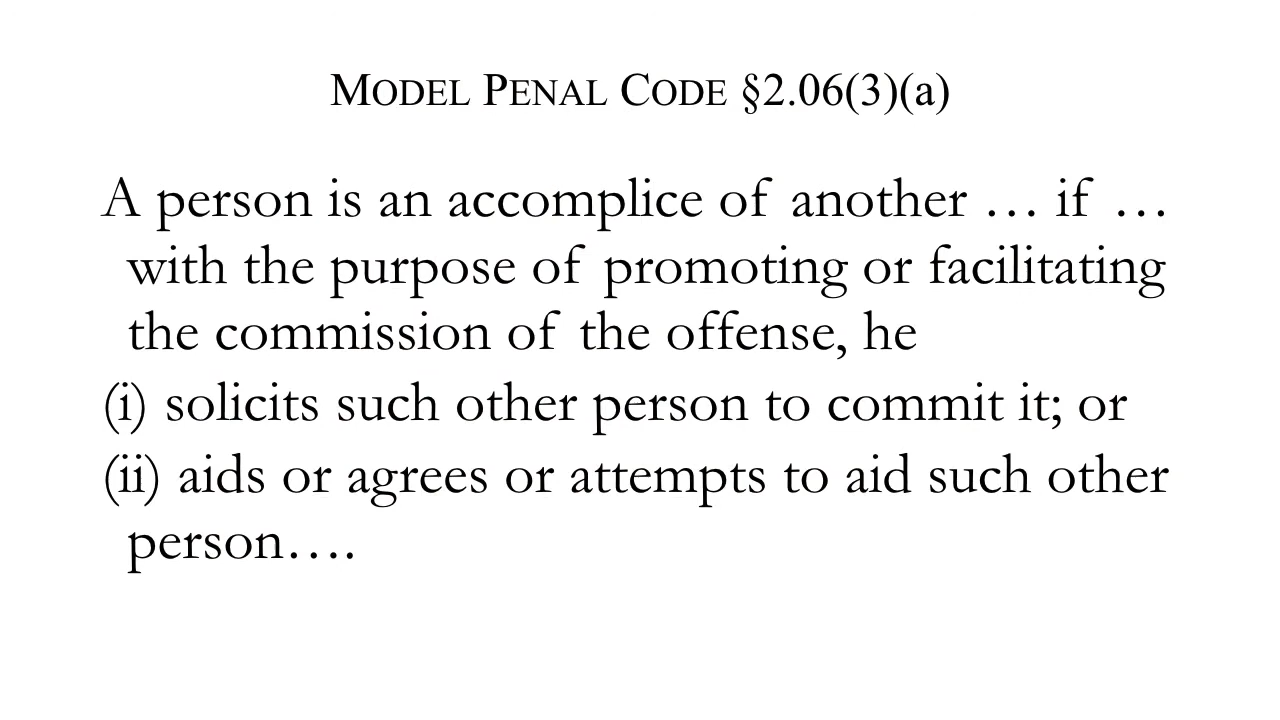 MODEL PENAL CODE §2.06(3)(a)
A person is an accomplice of another … if …
with the purpose of promoting or facilitating
the commission of the offense, he
(i) solicits such other person to commit it; or
(ii) aids or agrees or attempts to aid such other
person….